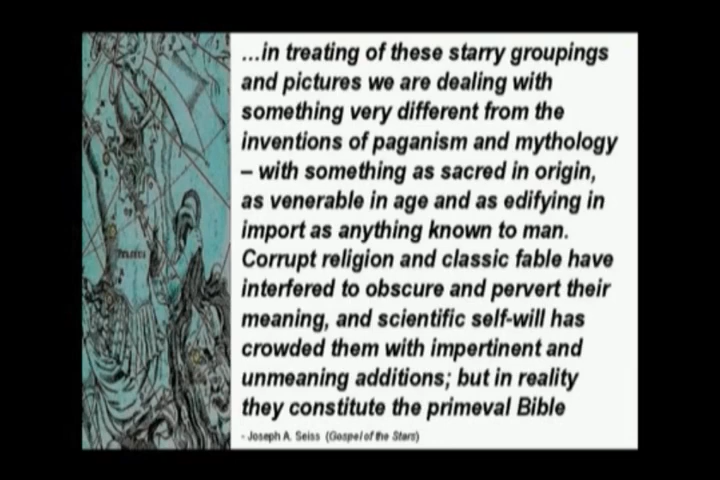 ...in treating of these starry groupings
and pictures we are dealing with
something very different from the
inventions of paganism and mythology
– with something as sacred in origin,
as venerable in age and as edifying in
import as anything known to man.
Corrupt religion and classic fable have
interfered to obscure and pervert their
meaning, and scientific self-will has
crowded them with impertinent and
unmeaning additions; but in reality
they constitute the primeval Bible
- Joseph A. Seiss (Gospel of the Stars)